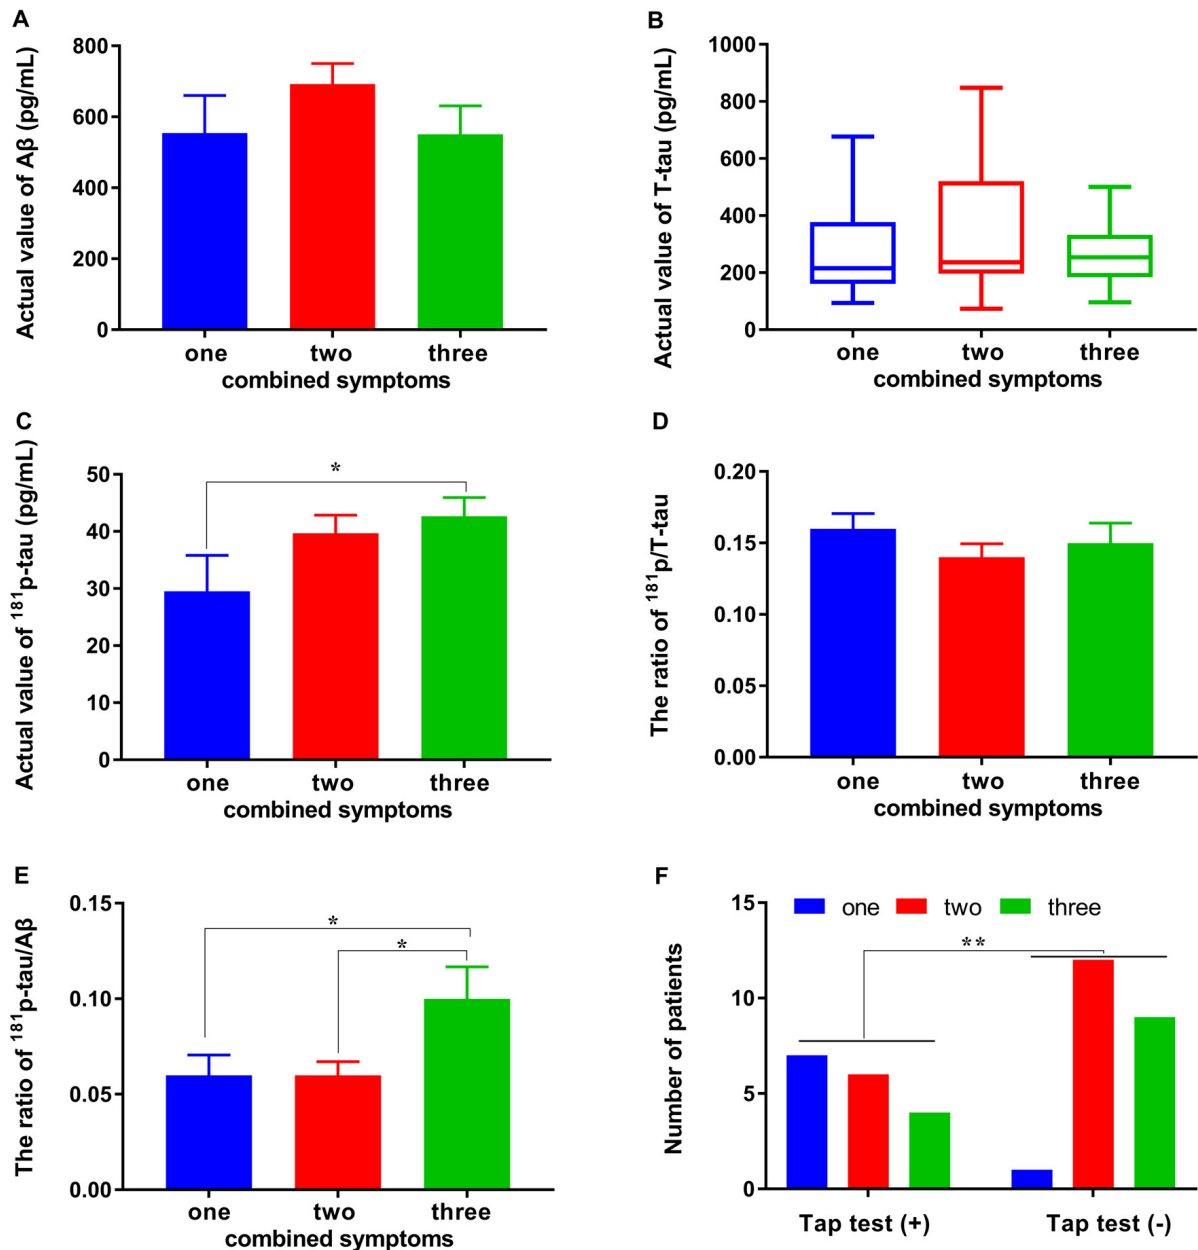 A
Actual value of Aβ (pg/mL)
800
600
400
200
0
one two three
combined symptoms
B
Actual value of T-tau (pg/mL)
1000
800
600
400
200
0
one two three
combined symptoms
C
Actual value of ¹⁸¹p-tau (pg/mL)
50
40
30
20
10
0
*
one two three
combined symptoms
D
The ratio of ¹⁸¹p/T-tau
0.20
0.15
0.10
0.05
0.00
one two three
combined symptoms
E
The ratio of ¹⁸¹p-tau/Aβ
0.15
0.10
0.05
0.00
*
*
one two three
combined symptoms
F
Number of patients
15
10
5
0
one two three
**
Tap test (+) Tap test (-)